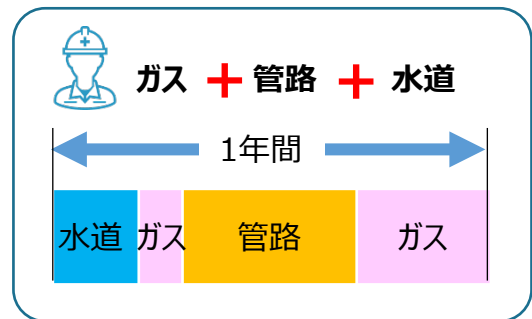 ガス + 管路 + 水道
1年間
水道 ガス 管路 ガス